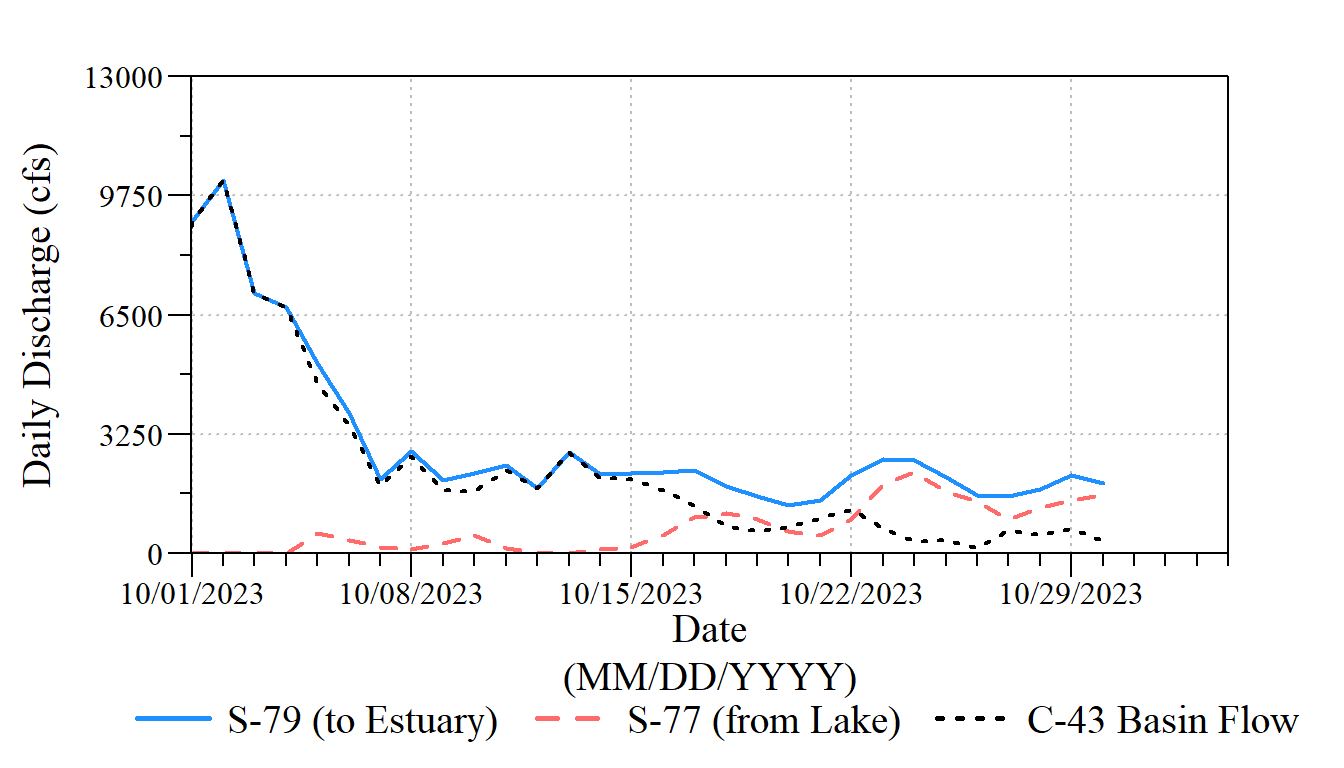 13000
9750
6500
3250
0
Daily Discharge (cfs)
10/01/2023 10/08/2023 10/15/2023 10/22/2023 10/29/2023
Date
(MM/DD/YYYY)
S-79 (to Estuary) S-77 (from Lake) C-43 Basin Flow